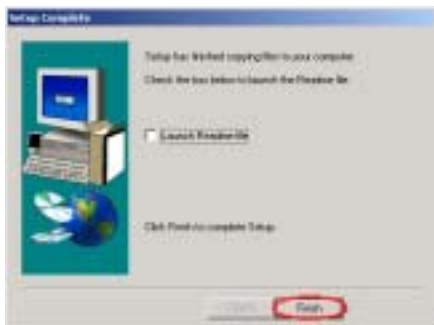 Setup Complete
Setup has finished copying files to your computer.
Check the box below to launch the Readme file.
Launch Readme file
Click Finish to complete Setup.
Finish